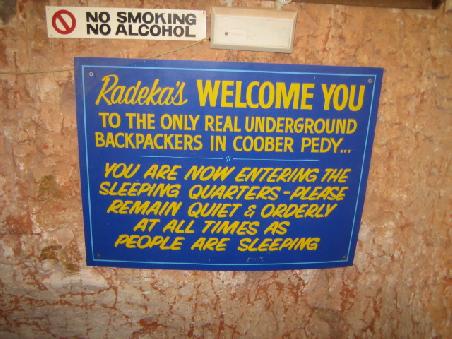 NO SMOKING
NO ALCOHOL
Radeka's WELCOME YOU
TO THE ONLY REAL UNDERGROUND
BACKPACKERS IN COOBER PEDY...
YOU ARE NOW ENTERING THE
SLEEPING QUARTERS - PLEASE
REMAIN QUIET & ORDERLY
AT ALL TIMES AS
PEOPLE ARE SLEEPING